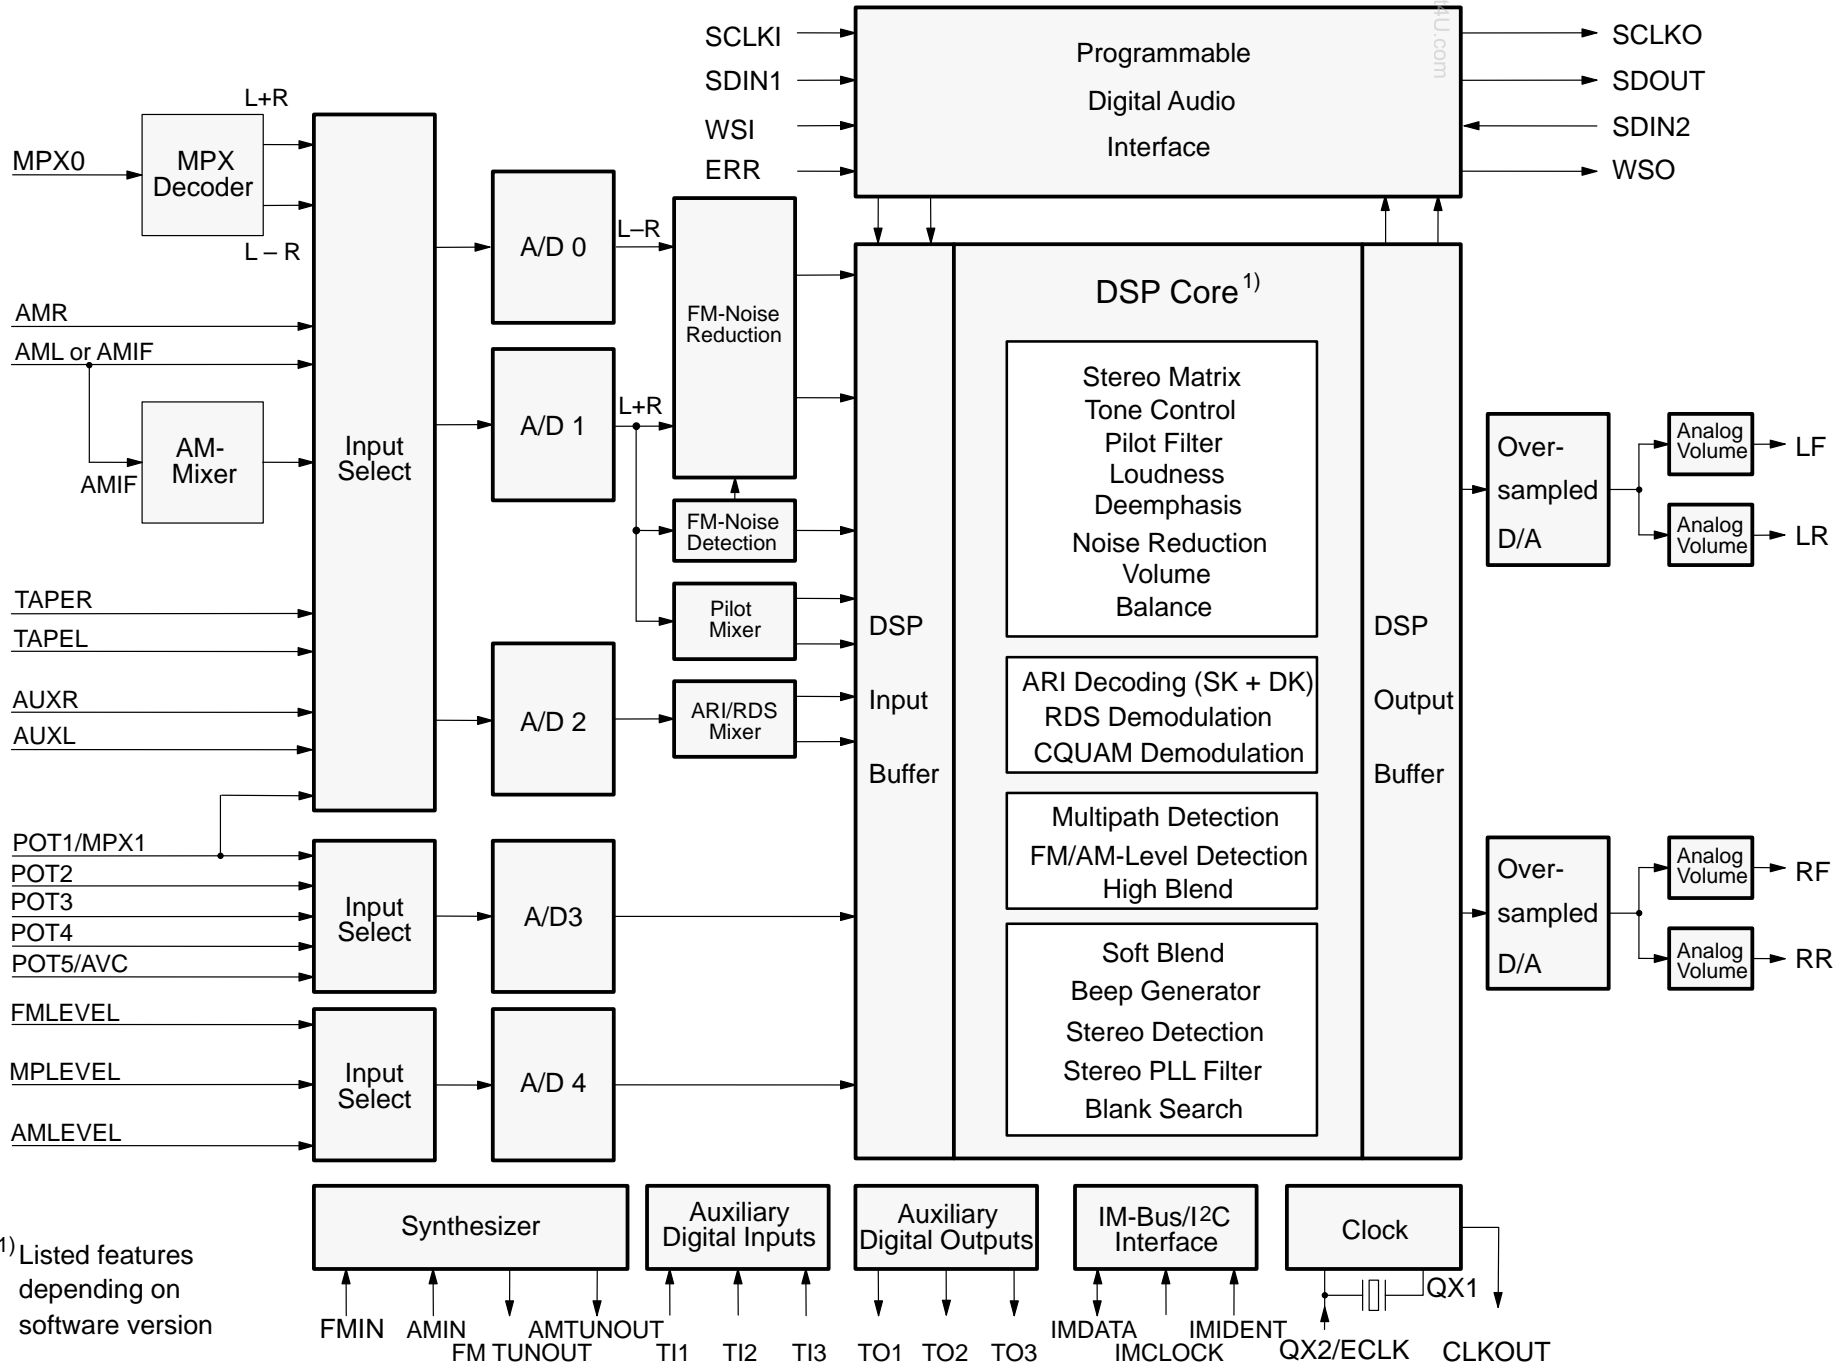 SCLKI
SDIN1
WSI
ERR
Programmable
Digital Audio
Interface
t4U.com
SCLKO
SDOUT
SDIN2
WSO
L+R
MPX0
MPX
Decoder
L – R
AMR
AML or AMIF
AM-
Mixer
AMIF
TAPER
TAPEL
AUXR
AUXL
POT1/MPX1
POT2
POT3
POT4
POT5/AVC
FMLEVEL
MPLEVEL
AMLEVEL
Input
Select
Input
Select
Input
Select
A/D 0
A/D 1
A/D 2
A/D3
A/D 4
L–R
L+R
FM-Noise
Reduction
FM-Noise
Detection
Pilot
Mixer
ARI/RDS
Mixer
DSP
Input
Buffer
DSP Core 1)
Stereo Matrix
Tone Control
Pilot Filter
Loudness
Deemphasis
Noise Reduction
Volume
Balance
ARI Decoding (SK + DK)
RDS Demodulation
CQUAM Demodulation
Multipath Detection
FM/AM-Level Detection
High Blend
Soft Blend
Beep Generator
Stereo Detection
Stereo PLL Filter
Blank Search
DSP
Output
Buffer
Over-
sampled
D/A
Analog
Volume
LF
Analog
Volume
LR
Over-
sampled
D/A
Analog
Volume
RF
Analog
Volume
RR
Synthesizer
Auxiliary
Digital Inputs
Auxiliary
Digital Outputs
IM-Bus/I2C
Interface
Clock
1) Listed features
depending on
software version
FMIN
AMIN
FM TUNOUT
AMTUNOUT
TI1
TI2
TI3
TO1
TO2
TO3
IMDATA
IMCLOCK
IMIDENT
QX1
QX2/ECLK
CLKOUT